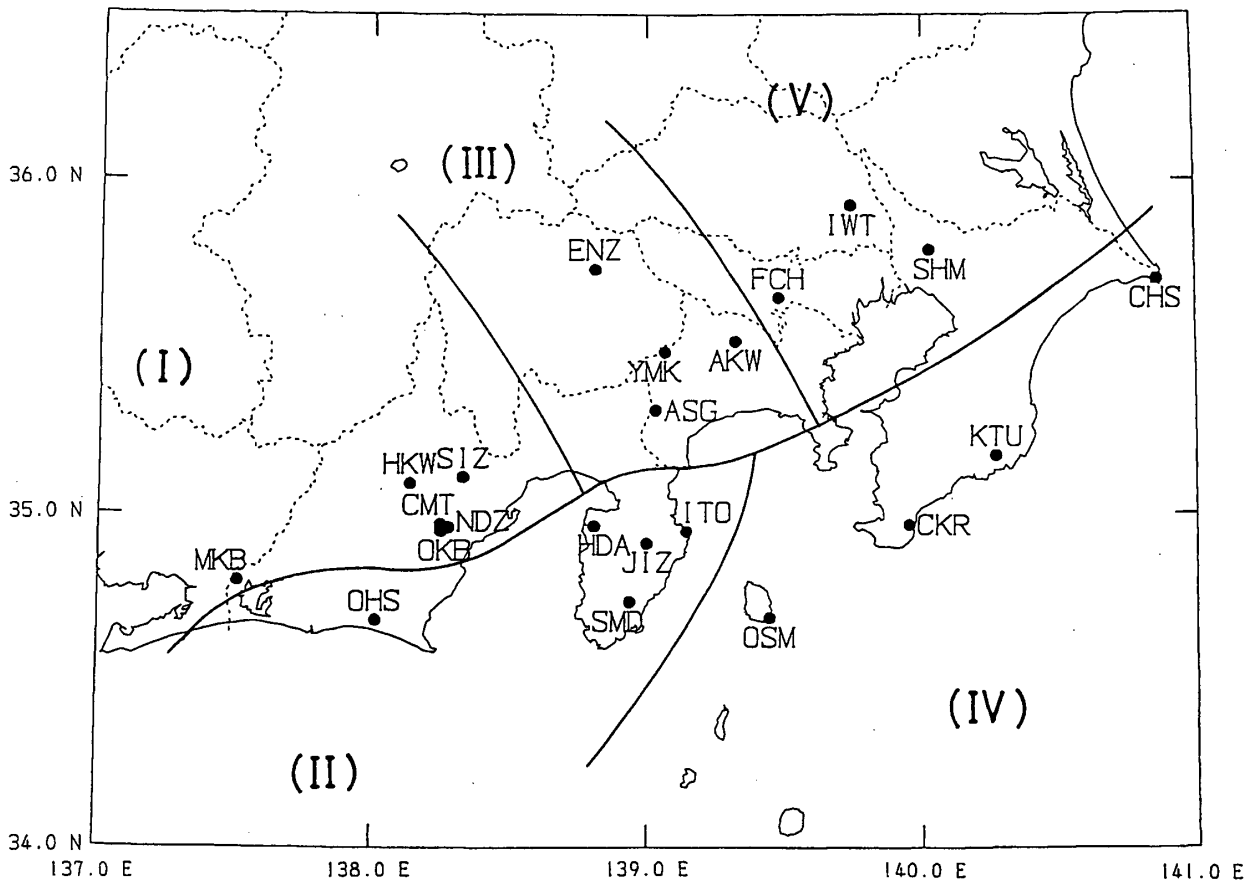 (V)
(III)
36.0 N
IWT
ENZ
SHM
FCH
CHS
(I)
YMK
AKW
ASG
KTU
HKW
SIZ
35.0 N
CMT
NDZ
ITO
CKR
OKB
HDA
JIZ
MKB
OHS
SMD
OSM
(IV)
(II)
34.0 N
137.0 E
138.0 E
139.0 E
140.0 E
141.0 E